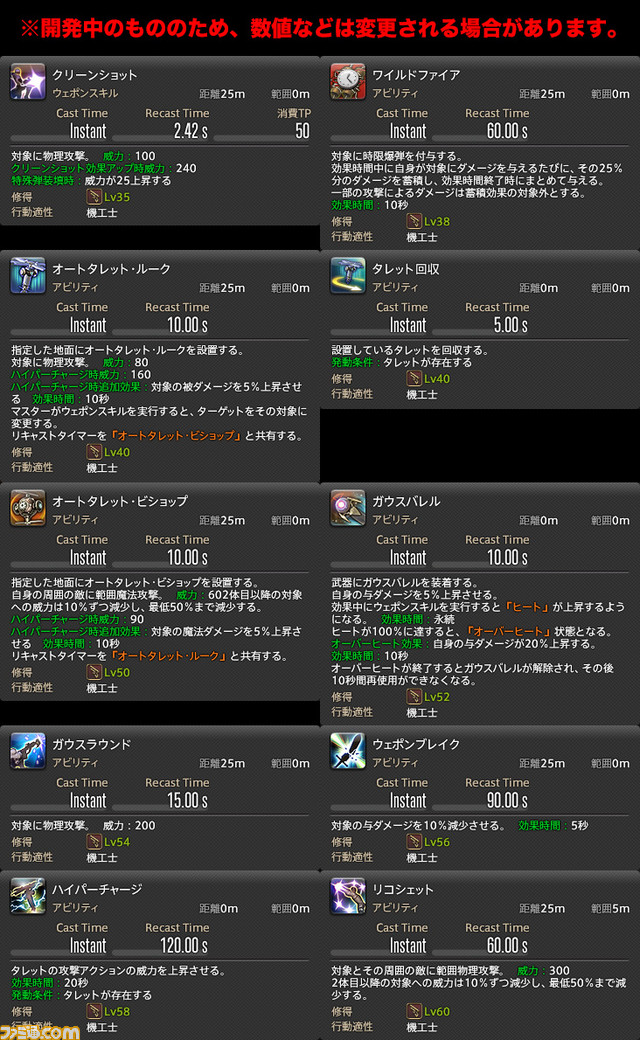 ※開発中のもののため、数値などは変更される場合があります。
クリーンショット
ウェポンスキル 距離25m 範囲0m
Cast Time Recast Time 消費TP
Instant 2.42 s 50
対象に物理攻撃。 威力：100
クリーンショット効果アップ時威力：240
特殊弾装填時：威力が25上昇する
修得 Lv35
行動適性 機工士
ワイルドファイア
アビリティ 距離25m 範囲0m
Cast Time Recast Time
Instant 60.00 s
対象に時限爆弾を付与する。
効果時間中に自身が対象にダメージを与えるたびに、その25%
分のダメージを蓄積し、効果時間終了時にまとめて与える。
一部の攻撃によるダメージは蓄積効果の対象外とする。
効果時間：10秒
修得 Lv38
行動適性 機工士
オートタレット・ルーク
アビリティ 距離25m 範囲0m
Cast Time Recast Time
Instant 10.00 s
指定した地面にオートタレット・ルークを設置する。
対象に物理攻撃。 威力：80
ハイパーチャージ時威力：160
ハイパーチャージ時追加効果：対象の被ダメージを5%上昇させ
る 効果時間：10秒
マスターがウェポンスキルを実行すると、ターゲットをその対象に
変更する。
リキャストタイマーを「オートタレット・ビショップ」と共有する。
修得 Lv40
行動適性 機工士
タレット回収
アビリティ 距離0m 範囲0m
Cast Time Recast Time
Instant 5.00 s
設置しているタレットを回収する。
発動条件：タレットが存在する
修得 Lv40
行動適性 機工士
オートタレット・ビショップ
アビリティ 距離25m 範囲0m
Cast Time Recast Time
Instant 10.00 s
指定した地面にオートタレット・ビショップを設置する。
自身の周囲の敵に範囲魔法攻撃。 威力：602体目以降の対象
への威力は10%ずつ減少し、最低50%まで減少する。
ハイパーチャージ時威力：90
ハイパーチャージ時追加効果：対象の魔法ダメージを5%上昇さ
せる 効果時間：10秒
リキャストタイマーを「オートタレット・ルーク」と共有する。
修得 Lv50
行動適性 機工士
ガウスバレル
アビリティ 距離0m 範囲0m
Cast Time Recast Time
Instant 10.00 s
武器にガウスバレルを装着する。
自身の与ダメージを5%上昇させる。
効果中にウェポンスキルを実行すると「ヒート」が上昇するよう
になる。 効果時間：永続
ヒートが100%に達すると、「オーバーヒート」状態となる。
オーバーヒート効果：自身の与ダメージが20%上昇する。
効果時間：10秒
オーバーヒートが終了するとガウスバレルが解除され、その後
10秒間再使用ができなくなる。
修得 Lv52
行動適性 機工士
ガウスラウンド
アビリティ 距離25m 範囲0m
Cast Time Recast Time
Instant 15.00 s
対象に物理攻撃。 威力：200
修得 Lv54
行動適性 機工士
ウェポンブレイク
アビリティ 距離25m 範囲0m
Cast Time Recast Time
Instant 90.00 s
対象の与ダメージを10%減少させる。 効果時間：5秒
修得 Lv56
行動適性 機工士
ハイパーチャージ
アビリティ 距離0m 範囲0m
Cast Time Recast Time
Instant 120.00 s
タレットの攻撃アクションの威力を上昇させる。
効果時間：20秒
発動条件：タレットが存在する
修得 Lv58
行動適性 機工士
リコシェット
アビリティ 距離25m 範囲5m
Cast Time Recast Time
Instant 60.00 s
対象とその周囲の敵に範囲物理攻撃。 威力：300
2体目以降の対象への威力は10%ずつ減少し、最低50%まで減
少する。
修得 Lv60
行動適性 機工士
ファミ通.com